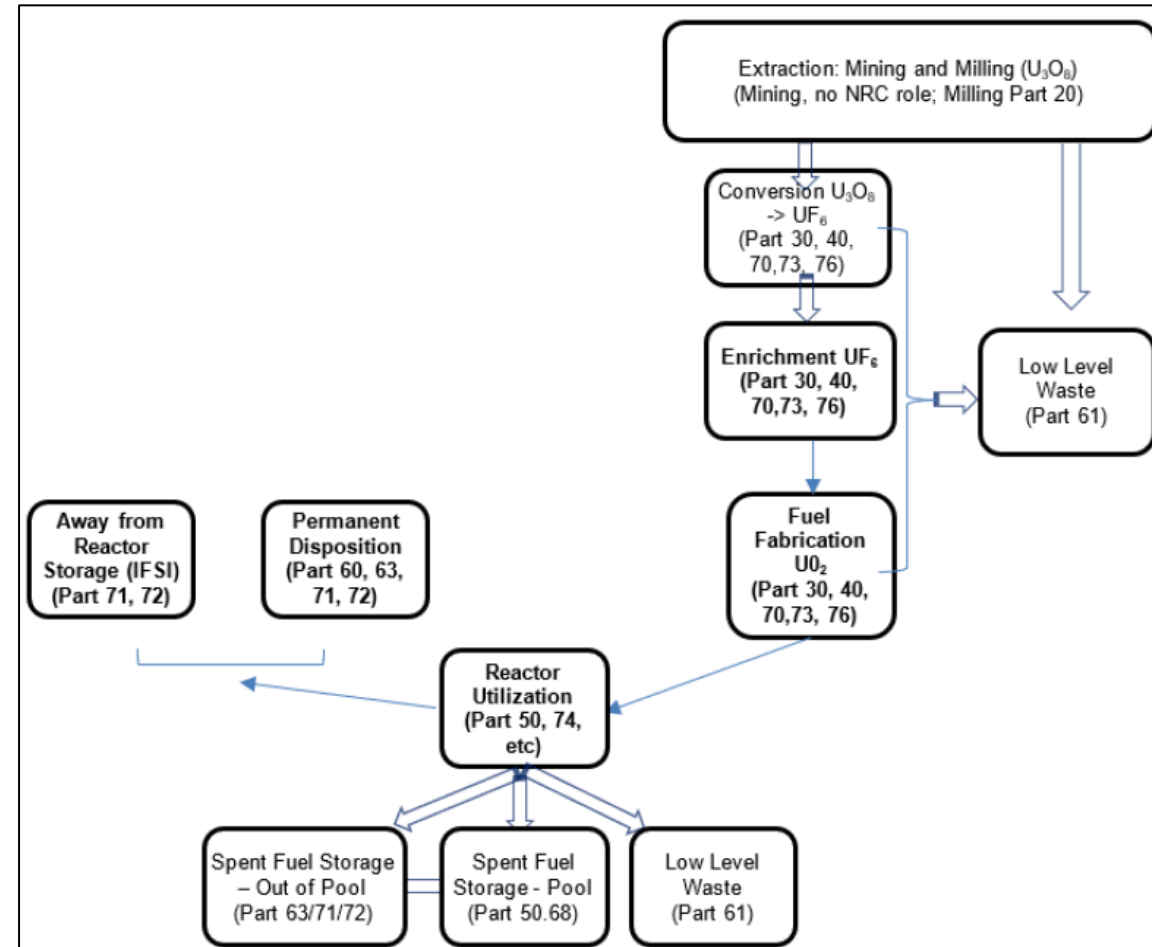 Extraction: Mining and Milling (U₃O₈)
(Mining, no NRC role; Milling Part 20)
Conversion U₃O₈
-> UF₆
(Part 30, 40,
70,73, 76)
Enrichment UF₆
(Part 30, 40,
70,73, 76)
Low Level
Waste
(Part 61)
Fuel
Fabrication
U0₂
(Part 30, 40,
70,73, 76)
Away from
Reactor
Storage (IFSI)
(Part 71, 72)
Permanent
Disposition
(Part 60, 63,
71, 72)
Reactor
Utilization
(Part 50, 74,
etc)
Spent Fuel Storage
– Out of Pool
(Part 63/71/72)
Spent Fuel
Storage - Pool
(Part 50.68)
Low Level
Waste
(Part 61)